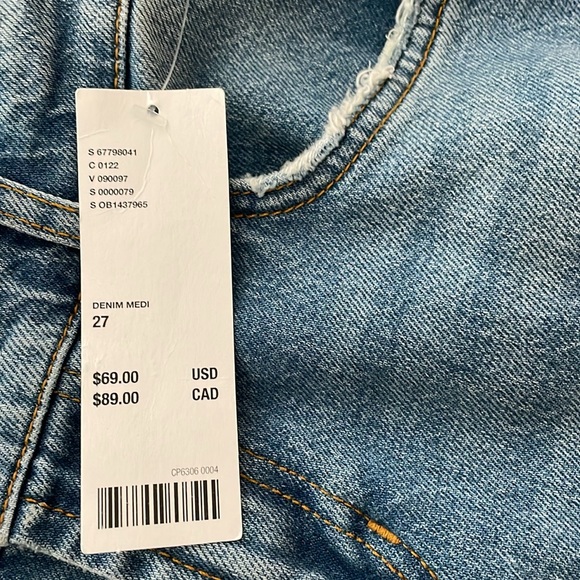 S 67798041
C 0122
V 090097
S 0000079
S OB1437965
DENIM MEDI
27
$69.00 USD
$89.00 CAD
CP6306 0004